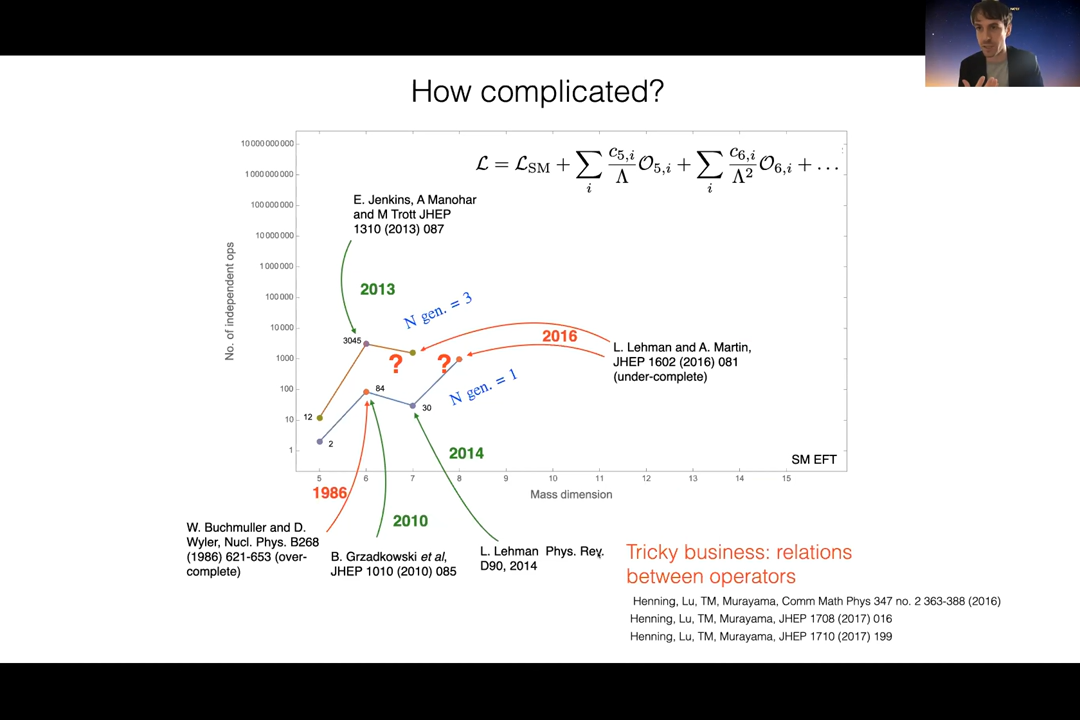 How complicated?
10 000 000 000
1 000 000 000
100 000 000
10 000 000
1 000 000
100 000
10 000
1000
100
10
1
No. of independent ops
ℒ = ℒ_SM + ∑_i c_{5,i}/Λ 𝒪_{5,i} + ∑_i c_{6,i}/Λ² 𝒪_{6,i} + …
E. Jenkins, A Manohar
and M Trott JHEP
1310 (2013) 087
2013
N gen. = 3
3045
?
?
2016
L. Lehman and A. Martin,
JHEP 1602 (2016) 081
(under-complete)
84
N gen. = 1
12
30
2
2014
SM EFT
5 6 7 8 9 10 11 12 13 14 15
Mass dimension
1986
2010
W. Buchmuller and D.
Wyler, Nucl. Phys. B268
(1986) 621-653 (over-
complete)
B. Grzadkowski et al,
JHEP 1010 (2010) 085
L. Lehman Phys. Rev.
D90, 2014
Tricky business: relations
between operators
Henning, Lu, TM, Murayama, Comm Math Phys 347 no. 2 363-388 (2016)
Henning, Lu, TM, Murayama, JHEP 1708 (2017) 016
Henning, Lu, TM, Murayama, JHEP 1710 (2017) 199